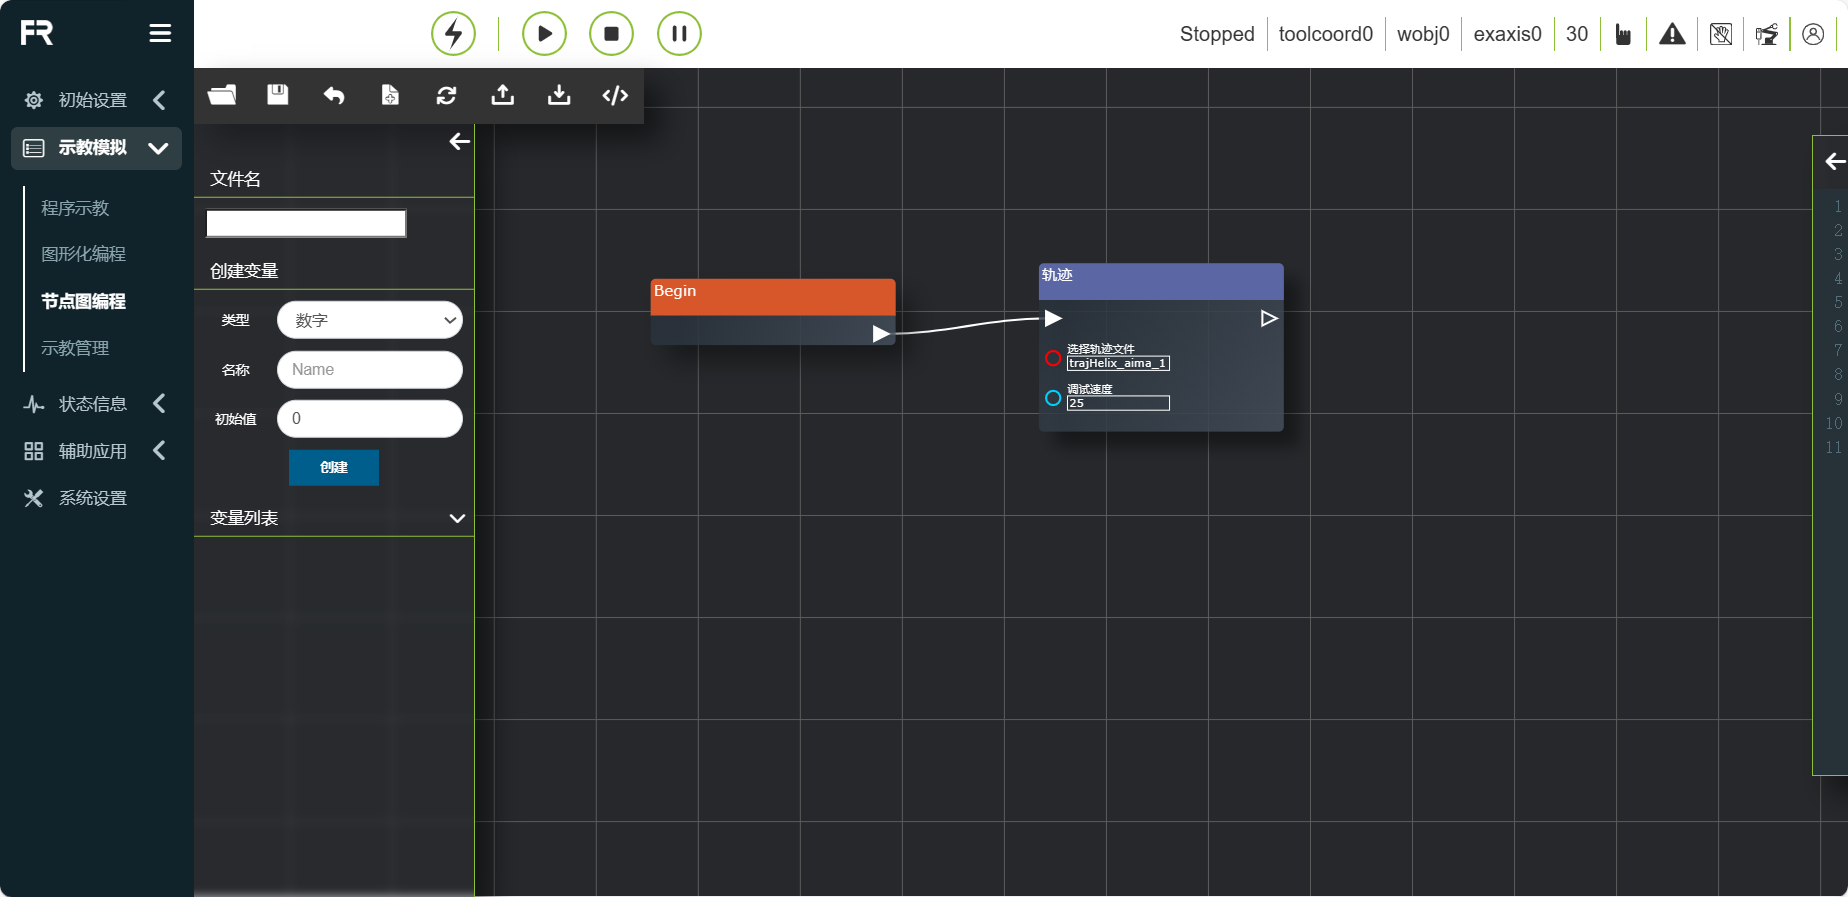 FR
Stopped
toolcoord0
wobj0
exaxis0
30
初始设置
示教模拟
程序示教
图形化编程
节点图编程
示教管理
状态信息
辅助应用
系统设置
文件名
创建变量
类型
数字
名称
Name
初始值
0
创建
变量列表
Begin
轨迹
选择轨迹文件
trajHelix_aima_1
调试速度
25
1
2
3
4
5
6
7
8
9
10
11